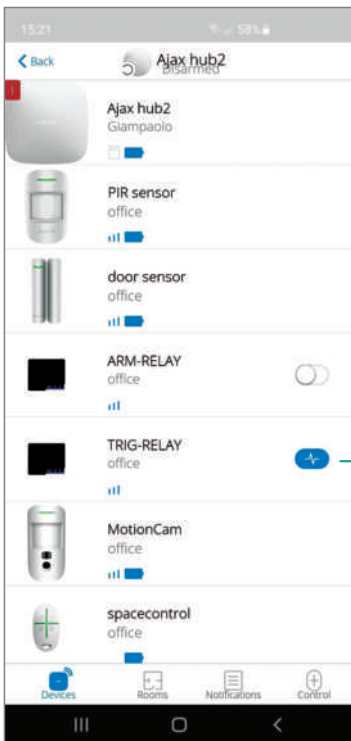 15:21
58%
Back
Ajax hub2
Disarmed
Ajax hub2
Giampaolo
PIR sensor
office
door sensor
office
ARM-RELAY
office
TRIG-RELAY
office
MotionCam
office
spacecontrol
office
Devices
Rooms
Notifications
Control